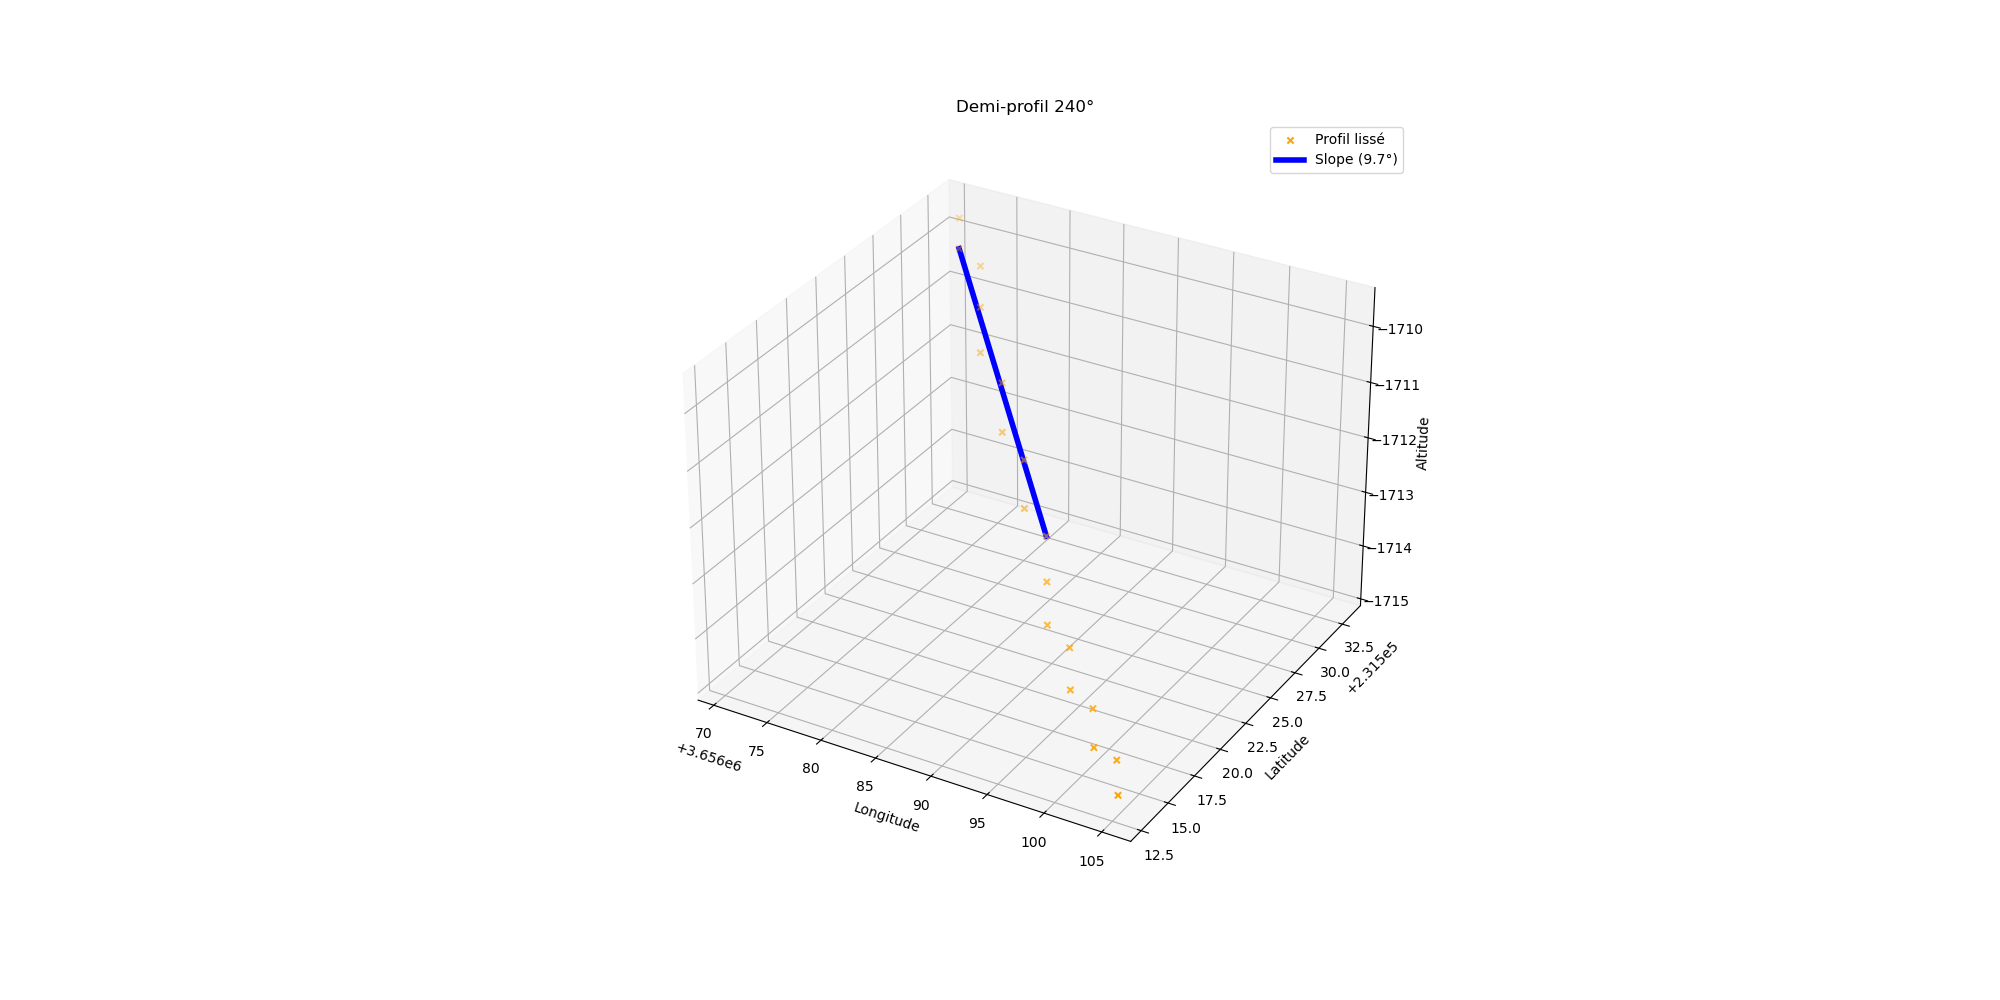 Demi-profil 240°
Profil lissé
Slope (9.7°)
−1710
−1711
−1712
−1713
−1714
−1715
Altitude
32.5
30.0
27.5
25.0
22.5
20.0
17.5
15.0
12.5
+2.315e5
Latitude
70
75
80
85
90
95
100
105
+3.656e6
Longitude